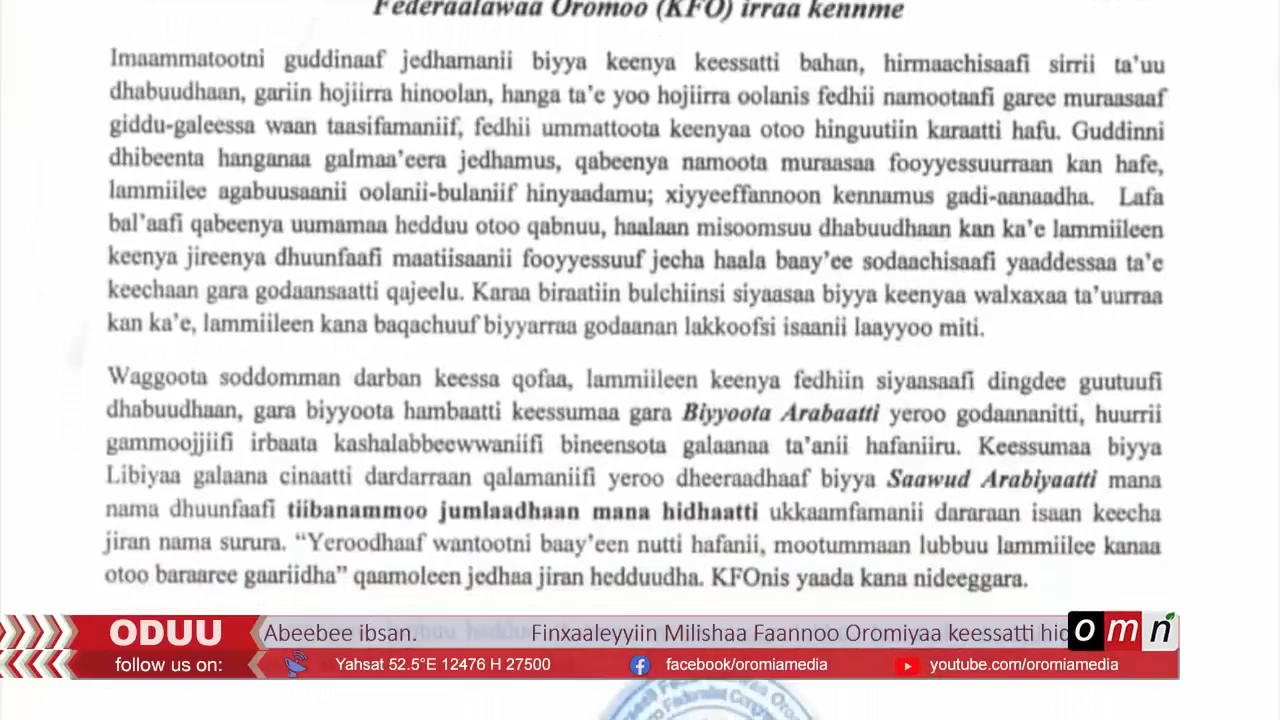 Federaalawaa Oromoo (KFO) irraa kennme
Imaammatootni guddinaaf jedhamanii biyya keenya keessatti bahan, hirmaachisaafi sirrii ta'uu
dhabuudhaan, gariin hojiirra hinoolan, hanga ta'e yoo hojiirra oolanis fedhii namootaafi garee muraasaaf
giddu-galeessa waan taasifamaniif, fedhii ummattoota keenyaa otoo hinguutiin karaatti hafu. Guddinni
dhibeenta hanganaa galmaa'eera jedhamus, qabeenya namoota muraasaa fooyyessuurraan kan hafe,
lammiilee agabuusaanii oolanii-bulaniif hinyaadamu; xiyyeeffannoon kennamus gadi-aanaadha. Lafa
bal'aafi qabeenya uumamaa hedduu otoo qabnuu, haalaan misoomsuu dhabuudhaan kan ka'e lammiileen
keenya jireenya dhuunfaafi maatiisaanii fooyyessuuf jecha haala baay'ee sodaachisaafi yaaddessaa ta'e
keechaan gara godaansaatti qajeelu. Karaa biraatiin bulchiinsi siyaasaa biyya keenyaa walxaxaa ta'uurraa
kan ka'e, lammiileen kana baqachuuf biyyarraa godaanan lakkoofsi isaanii laayyoo miti.
Waggoota soddomman darban keessa qofaa, lammiileen keenya fedhiin siyaasaafi dingdee guutuufi
dhabuudhaan, gara biyyoota hambaatti keessumaa gara Biyyoota Arabaatti yeroo godaananitti, huurrii
gammoojjiifi irbaata kashalabbeewwaniifi bineensota galaanaa ta'anii hafaniiru. Keessumaa biyya
Libiyaa galaana cinaatti dardarraan qalamaniifi yeroo dheeraadhaaf biyya Saawud Arabiyaatti mana
nama dhuunfaafi tiibanammoo jumlaadhaan mana hidhaatti ukkaamfamanii dararaan isaan keecha
jiran nama surura. "Yeroodhaaf wantootni baay'een nutti hafanii, mootummaan lubbuu lammiilee kanaa
otoo baraaree gaariidha" qaamoleen jedhaa jiran hedduudha. KFOnis yaada kana nideeggara.
ODUU Abeebee ibsan. Finxaaleyyiin Milishaa Faannoo Oromiyaa keessatti hid omn
follow us on: Yahsat 52.5°E 12476 H 27500 facebook/oromiamedia youtube.com/oromiamedia